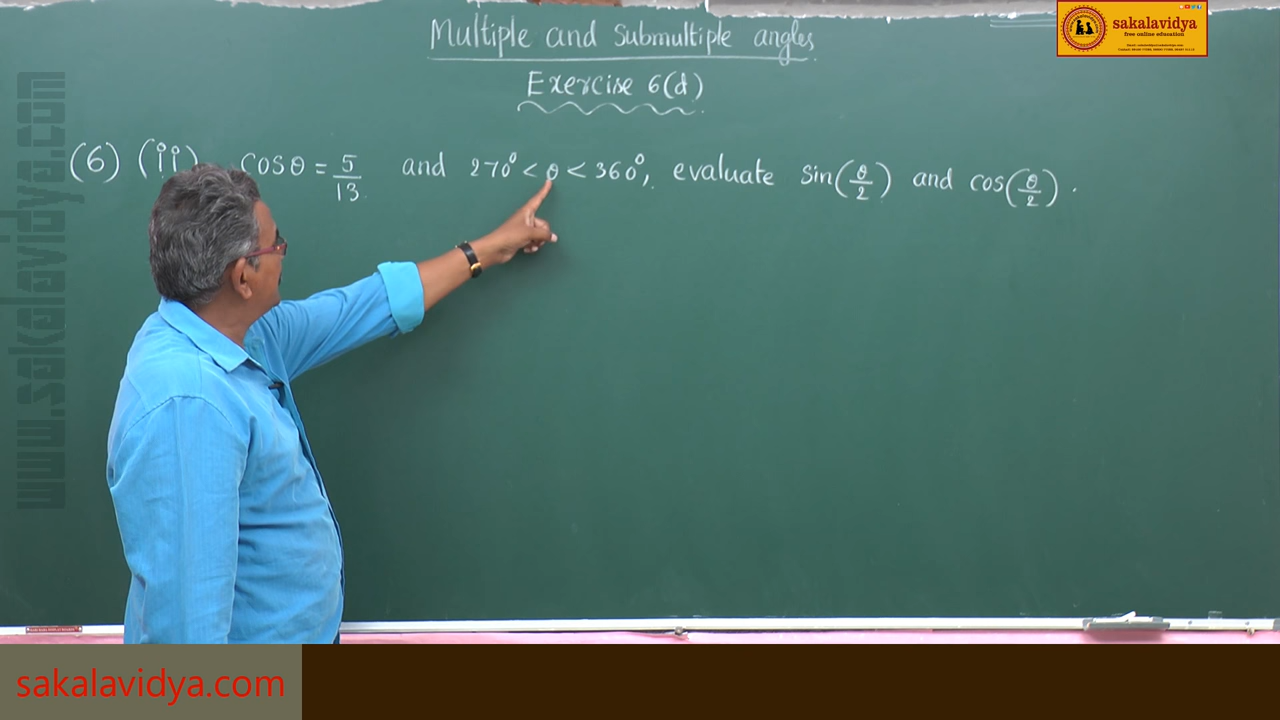 Multiple and Submultiple angles
Exercise 6(d)
(6) (ii) cosθ = 5/13 and 270° < θ < 360°, evaluate sin(θ/2) and cos(θ/2).
sakalavidya
free online education
www.sakalavidya.com
sakalavidya.com